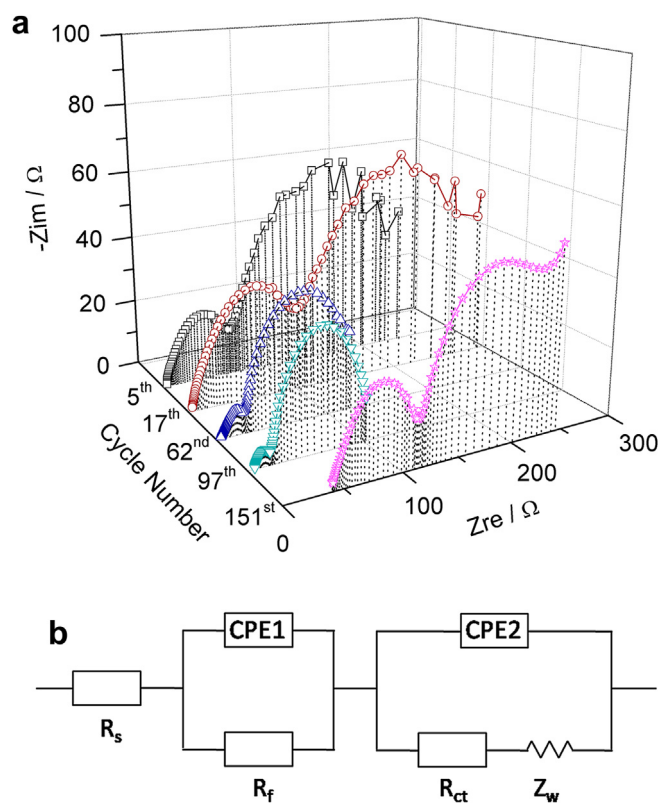 a
100
80
60
40
20
0
-Zim / Ω
5th
17th
62nd
97th
151st
Cycle Number
0
100
200
300
Zre / Ω
b
CPE1
CPE2
Rs
Rf
Rct
Zw